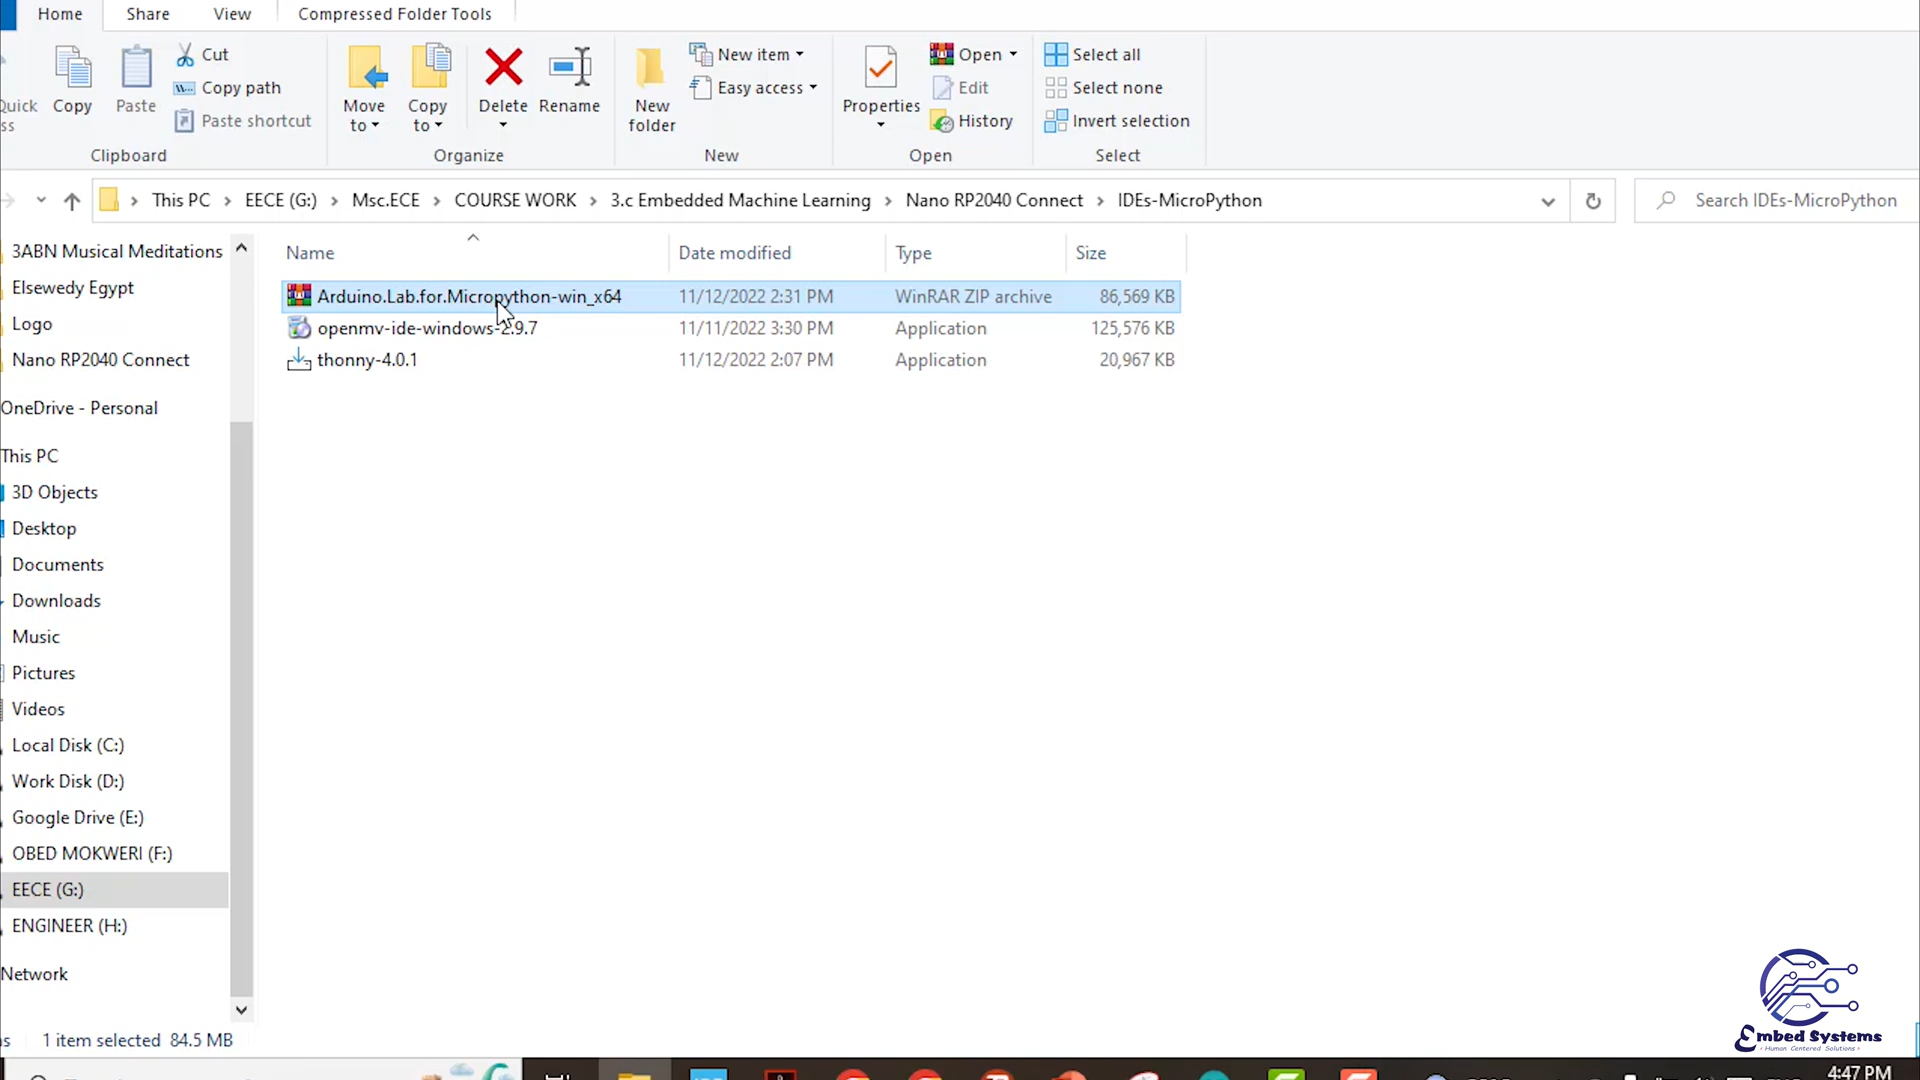 Home Share View Compressed Folder Tools
Cut
Copy path
Paste shortcut
Copy
Paste
Clipboard
Move to
Copy to
Delete
Rename
Organize
New folder
New item
Easy access
New
Properties
Open
Edit
History
Open
Select all
Select none
Invert selection
Select
This PC > EECE (G:) > Msc.ECE > COURSE WORK > 3.c Embedded Machine Learning > Nano RP2040 Connect > IDEs-MicroPython
Search IDEs-MicroPython
3ABN Musical Meditations
Elsewedy Egypt
Logo
Nano RP2040 Connect
OneDrive - Personal
This PC
3D Objects
Desktop
Documents
Downloads
Music
Pictures
Videos
Local Disk (C:)
Work Disk (D:)
Google Drive (E:)
OBED MOKWERI (F:)
EECE (G:)
ENGINEER (H:)
Network
Name Date modified Type Size
Arduino.Lab.for.Micropython-win_x64 11/12/2022 2:31 PM WinRAR ZIP archive 86,569 KB
openmv-ide-windows-2.9.7 11/11/2022 3:30 PM Application 125,576 KB
thonny-4.0.1 11/12/2022 2:07 PM Application 20,967 KB
1 item selected 84.5 MB
Embed Systems
Human Centered Solutions
4:47 PM